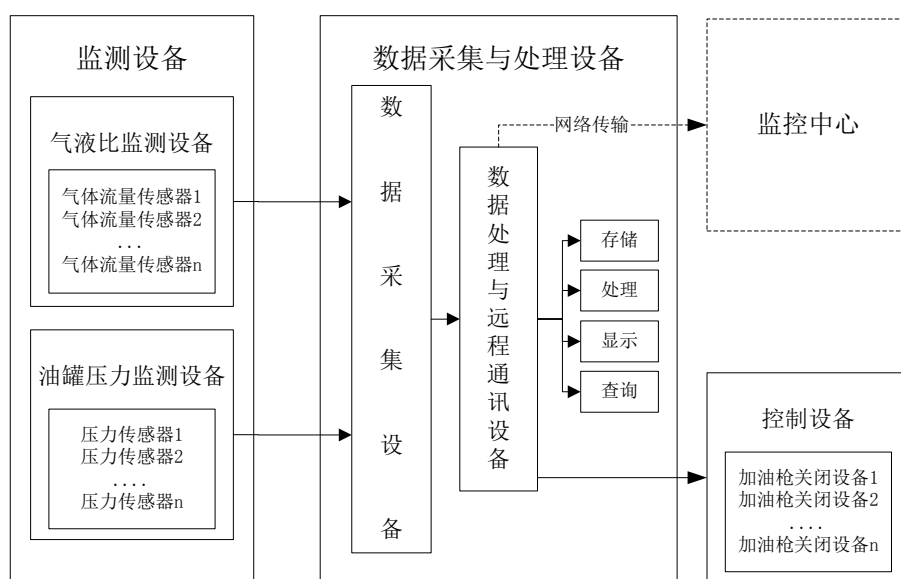 监测设备
气液比监测设备
气体流量传感器1
气体流量传感器2
...
气体流量传感器n
油罐压力监测设备
压力传感器1
压力传感器2
....
压力传感器n
数据采集与处理设备
数据采集设备
数据处理与远程通讯设备
网络传输
存储
处理
显示
查询
监控中心
控制设备
加油枪关闭设备1
加油枪关闭设备2
....
加油枪关闭设备n